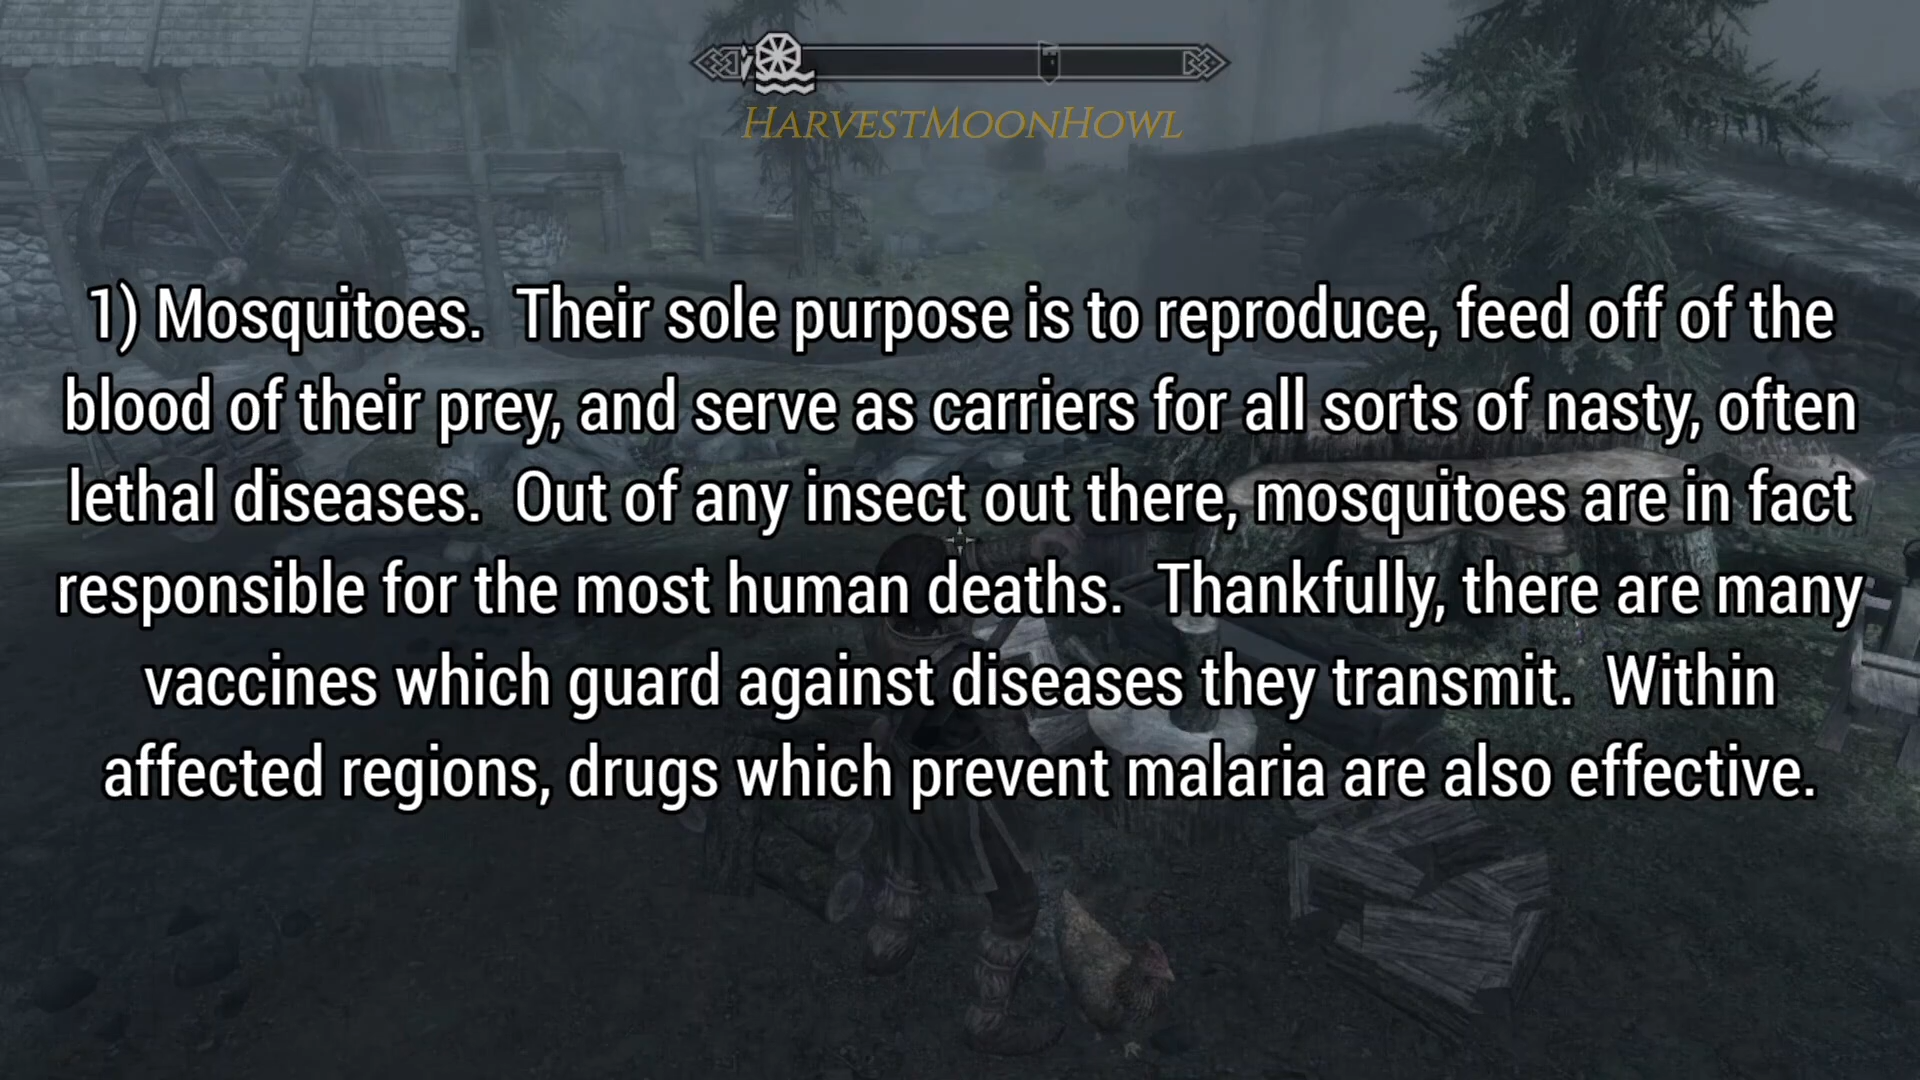 HarvestMoonHowl
1) Mosquitoes.  Their sole purpose is to reproduce, feed off of the
blood of their prey, and serve as carriers for all sorts of nasty, often
lethal diseases.  Out of any insect out there, mosquitoes are in fact
responsible for the most human deaths.  Thankfully, there are many
vaccines which guard against diseases they transmit.  Within
affected regions, drugs which prevent malaria are also effective.